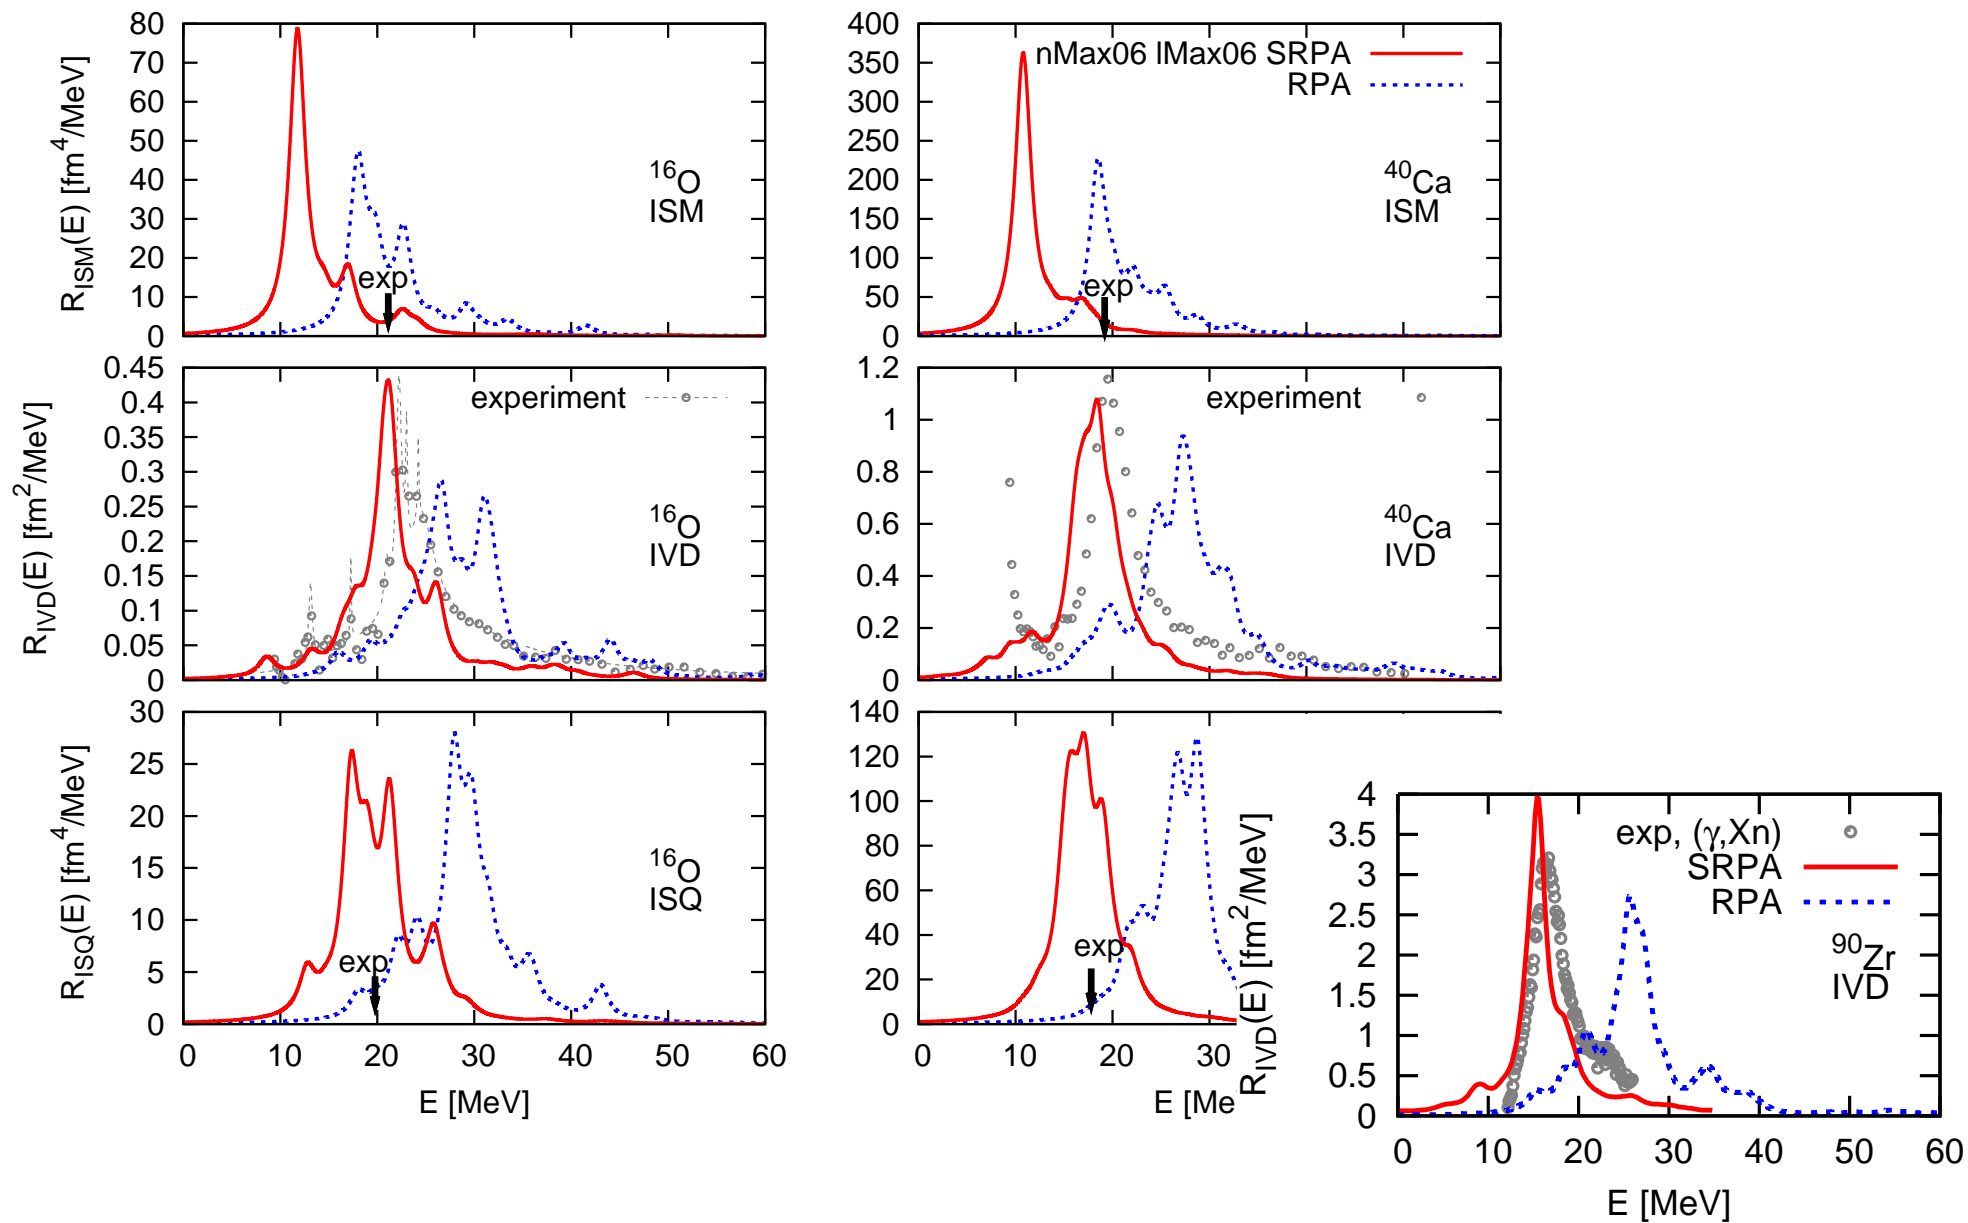 R_ISM(E) [fm^4/MeV]
80
70
60
50
40
30
20
10
0
^16O
ISM
exp
400
350
300
250
200
150
100
50
0
nMax06 lMax06 SRPA
RPA
^40Ca
ISM
exp
R_IVD(E) [fm^2/MeV]
0.45
0.4
0.35
0.3
0.25
0.2
0.15
0.1
0.05
0
experiment
^16O
IVD
1.2
1
0.8
0.6
0.4
0.2
0
experiment
^40Ca
IVD
R_ISQ(E) [fm^4/MeV]
30
25
20
15
10
5
0
^16O
ISQ
exp
0 10 20 30 40 50 60
E [MeV]
140
120
100
80
60
40
20
0
exp
0 10 20 30
E [Me
R_IVD(E) [fm^2/MeV]
4
3.5
3
2.5
2
1.5
1
0.5
0
exp, (γ,Xn)
SRPA
RPA
^90Zr
IVD
0 10 20 30 40 50 60
E [MeV]